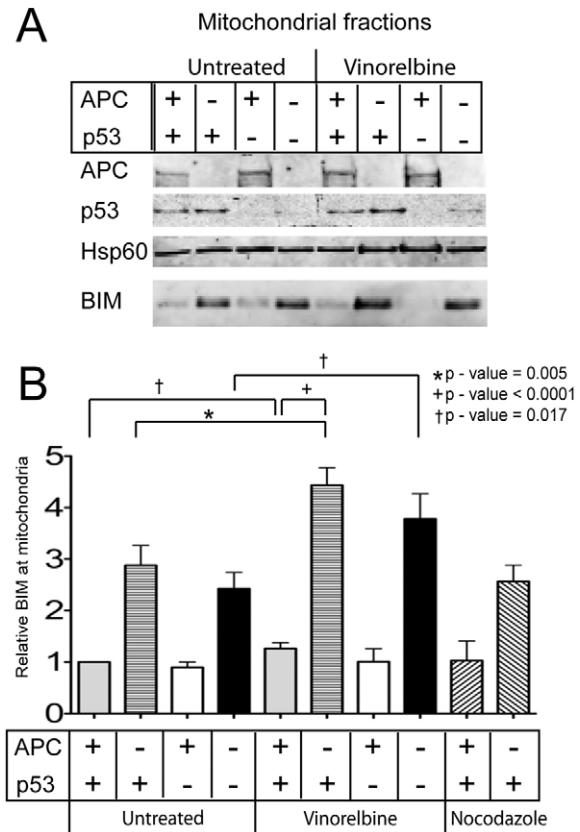 A
Mitochondrial fractions
Untreated Vinorelbine
APC + - + - + - + -
p53 + + - - + + - -
APC
p53
Hsp60
BIM
B
† † * +
* p - value = 0.005
+ p - value < 0.0001
† p - value = 0.017
Relative BIM at mitochondria
5
4
3
2
1
0
APC + - + - + - + - + -
p53 + + - - + + - - + +
Untreated Vinorelbine Nocodazole